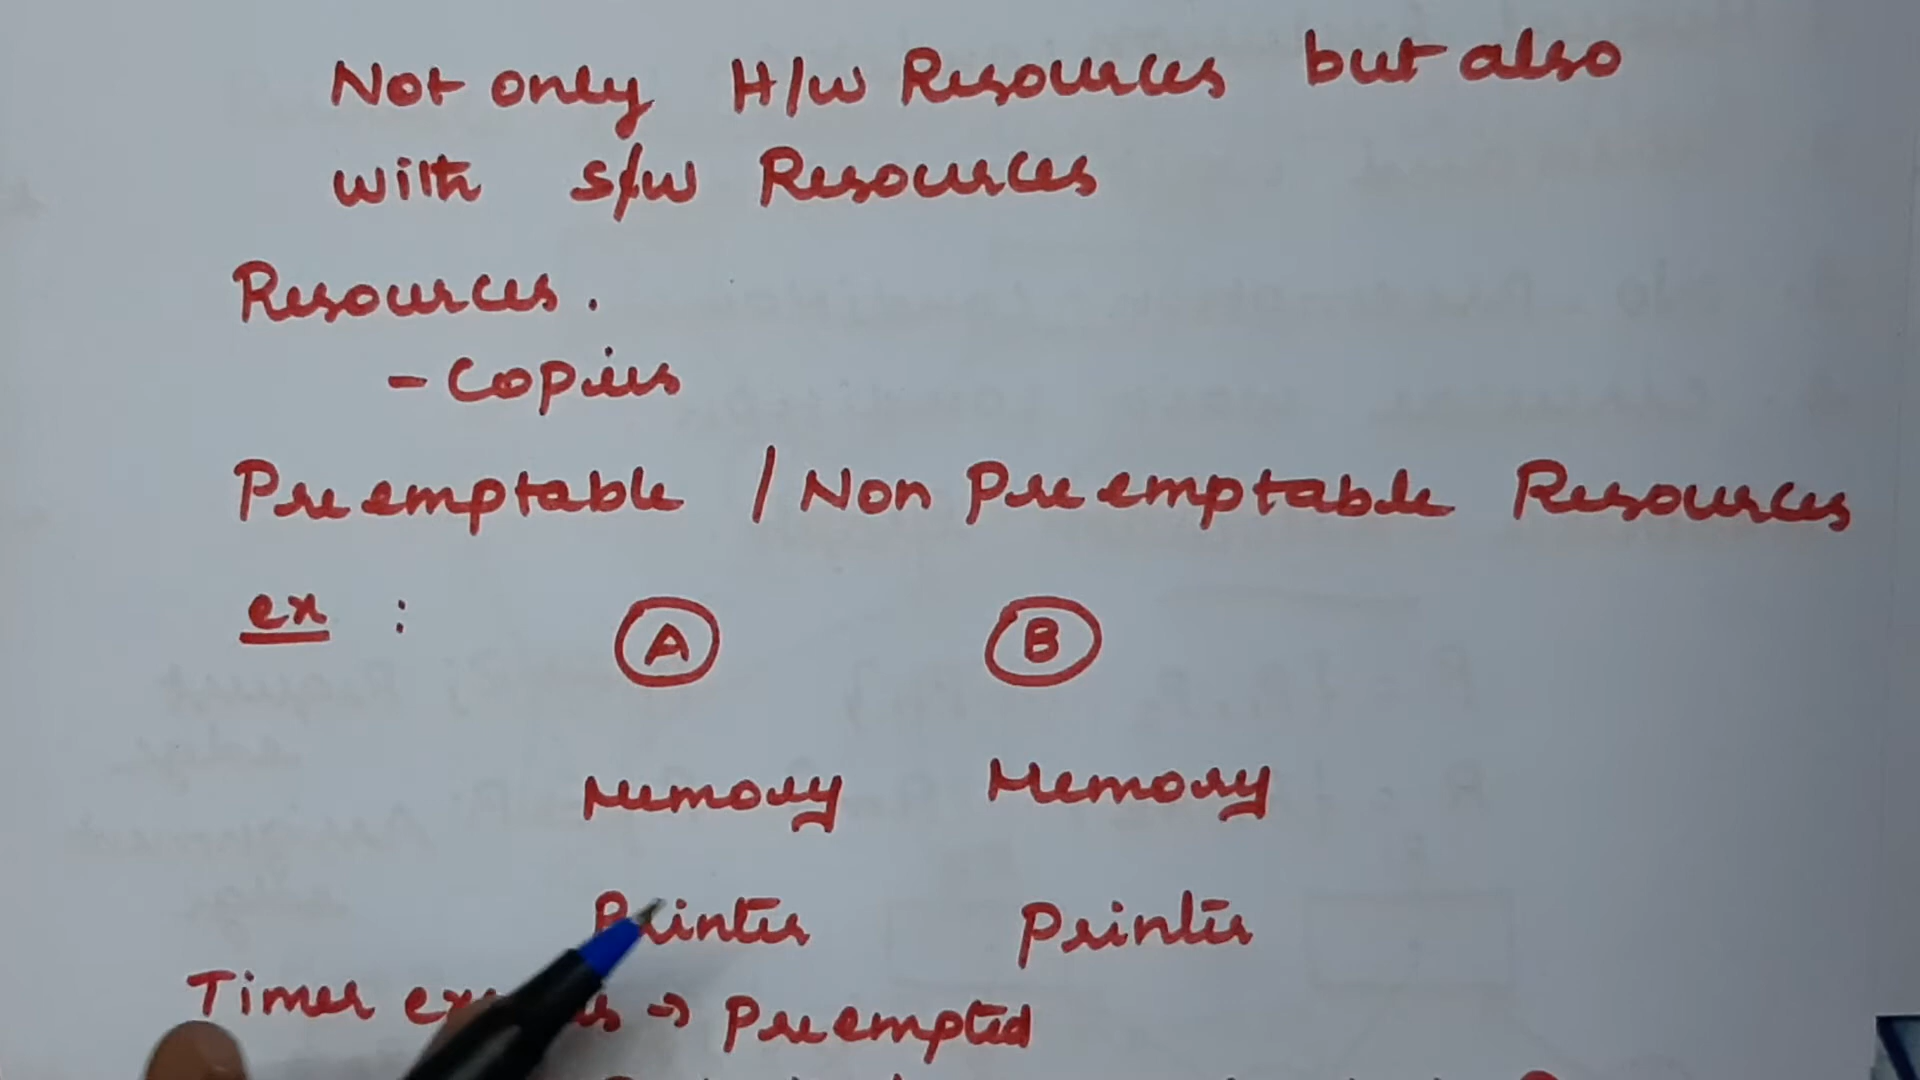 Not only H/w Resources but also
with S/w Resources
Resources.
- Copies
Preemptable / Non Preemptable Resources
ex :
A B
Memory Memory
Printer Printer
Timer → Preempted